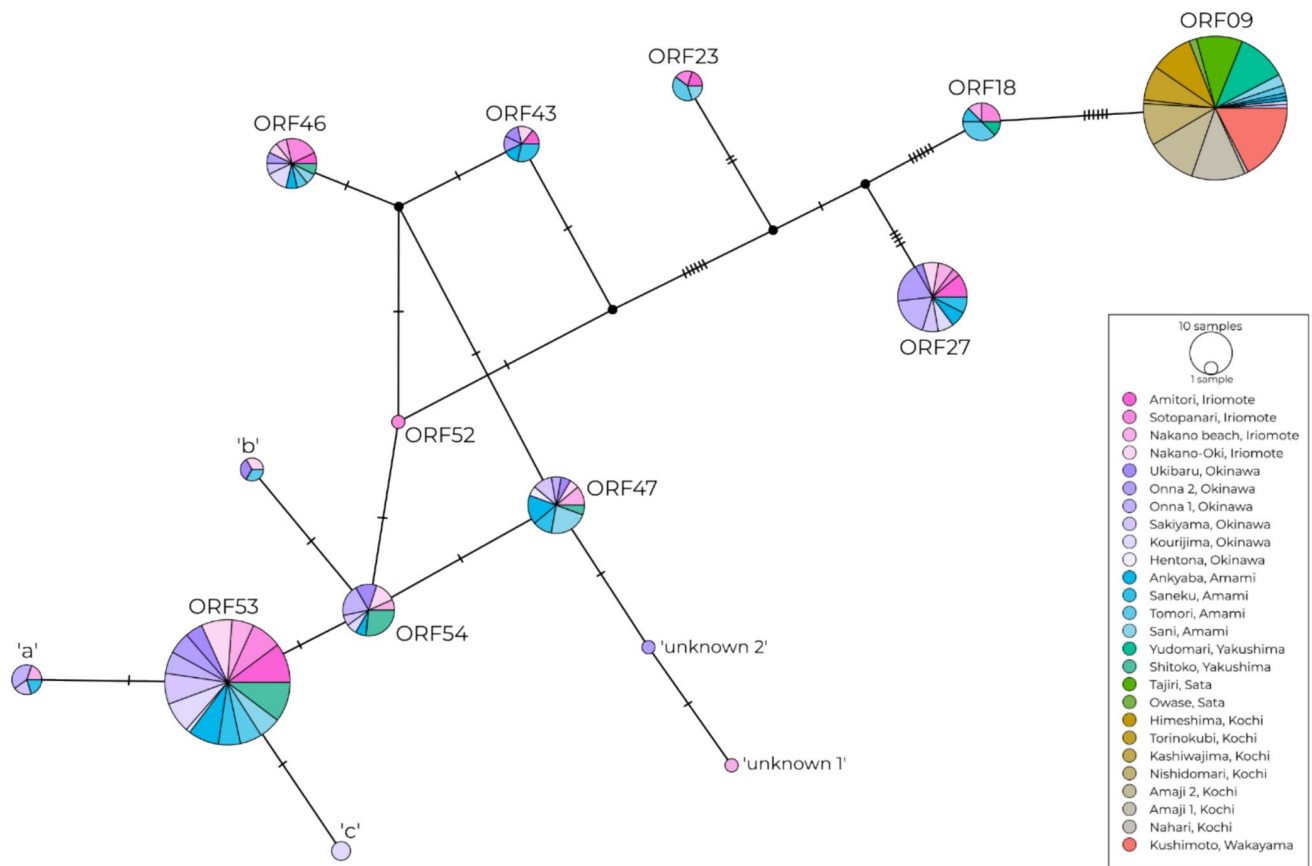 ORF09
ORF23
ORF18
ORF43
ORF46
ORF27
10 samples
1 sample
Amitori, Iriomote
Sotopanari, Iriomote
Nakano beach, Iriomote
Nakano-Oki, Iriomote
Ukibaru, Okinawa
Onna 2, Okinawa
Onna 1, Okinawa
Sakiyama, Okinawa
Kourijima, Okinawa
Hentona, Okinawa
Ankyaba, Amami
Saneku, Amami
Tomori, Amami
Sani, Amami
Yudomari, Yakushima
Shitoko, Yakushima
Tajiri, Sata
Owase, Sata
Himeshima, Kochi
Torinokubi, Kochi
Kashiwajima, Kochi
Nishidomari, Kochi
Amaji 2, Kochi
Amaji 1, Kochi
Nahari, Kochi
Kushimoto, Wakayama
ORF52
'b'
ORF47
ORF53
ORF54
'a'
'unknown 2'
'unknown 1'
'c'